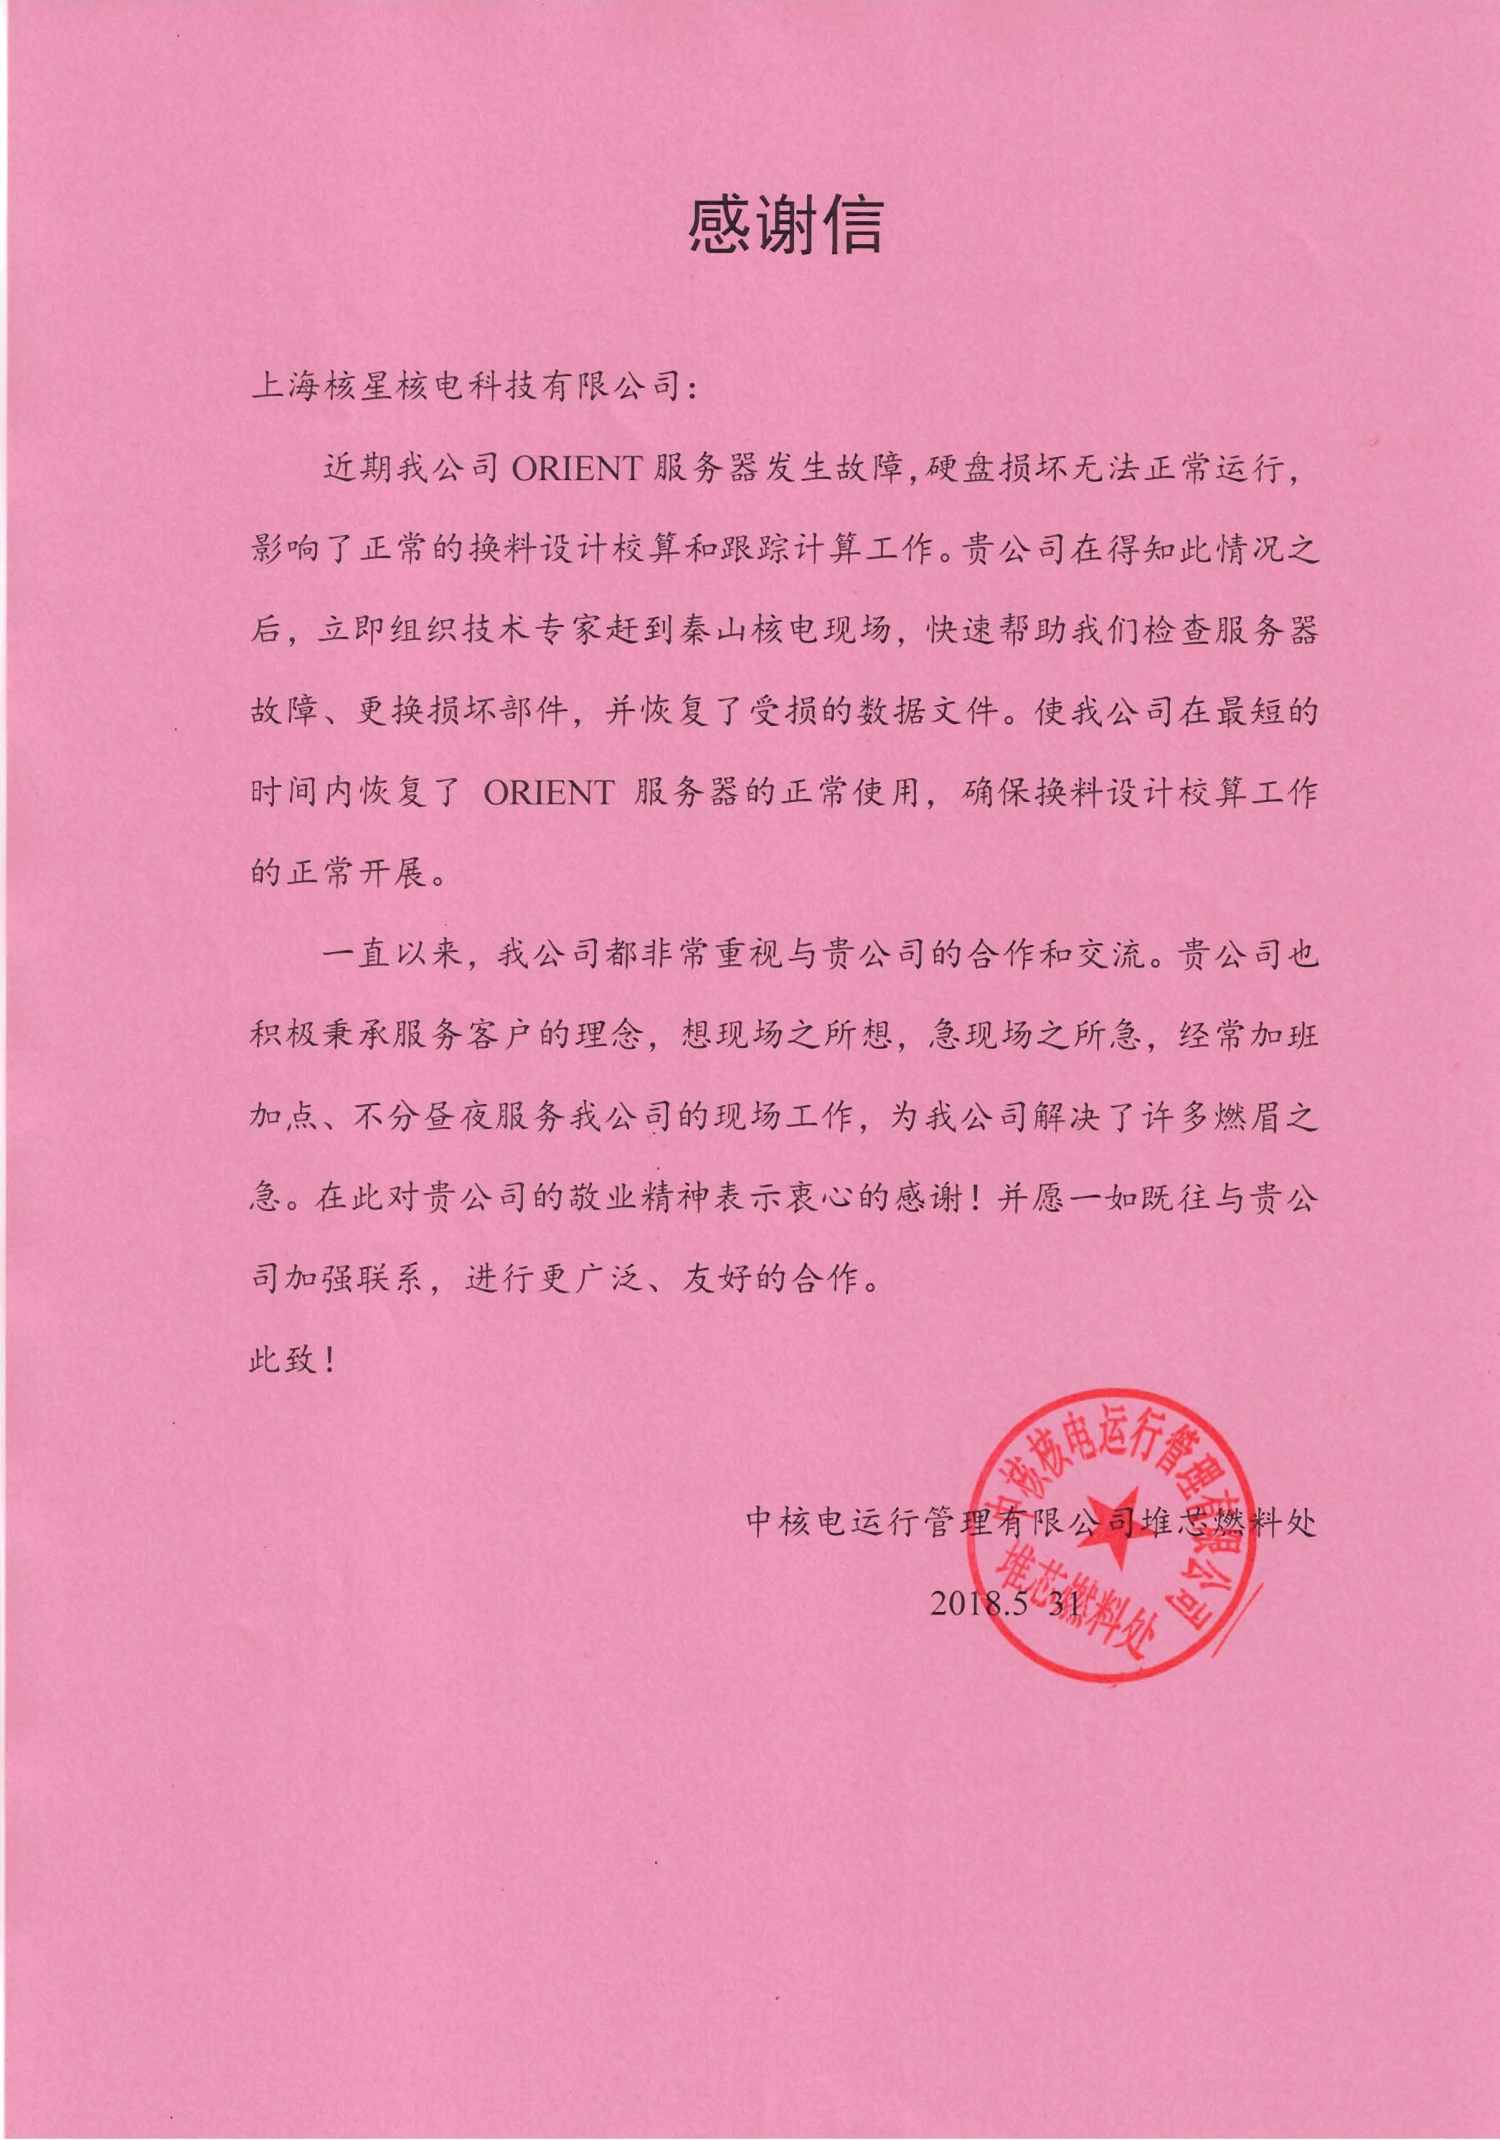 感谢信
上海核星核电科技有限公司：
近期我公司 ORIENT 服务器发生故障，硬盘损坏无法正常运行，
影响了正常的换料设计校算和跟踪计算工作。贵公司在得知此情况之
后，立即组织技术专家赶到秦山核电现场，快速帮助我们检查服务器
故障、更换损坏部件，并恢复了受损的数据文件。使我公司在最短的
时间内恢复了 ORIENT 服务器的正常使用，确保换料设计校算工作
的正常开展。
一直以来，我公司都非常重视与贵公司的合作和交流。贵公司也
积极秉承服务客户的理念，想现场之所想，急现场之所急，经常加班
加点、不分昼夜服务我公司的现场工作，为我公司解决了许多燃眉之
急。在此对贵公司的敬业精神表示衷心的感谢！并愿一如既往与贵公
司加强联系，进行更广泛、友好的合作。
此致！
中核电运行管理有限公司堆芯燃料处
2018.5 31
中核核电运行管理有限公司
堆芯燃料处